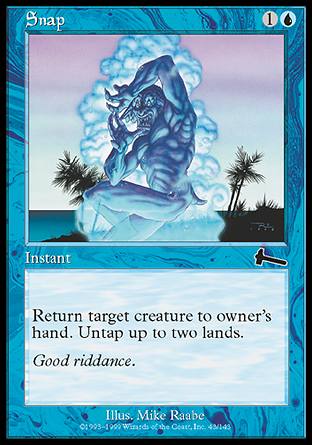 Snap 1
Instant
Return target creature to owner's
hand. Untap up to two lands.
Good riddance.
Illus. Mike Raabe
©1993-1999 Wizards of the Coast, Inc. 43/143